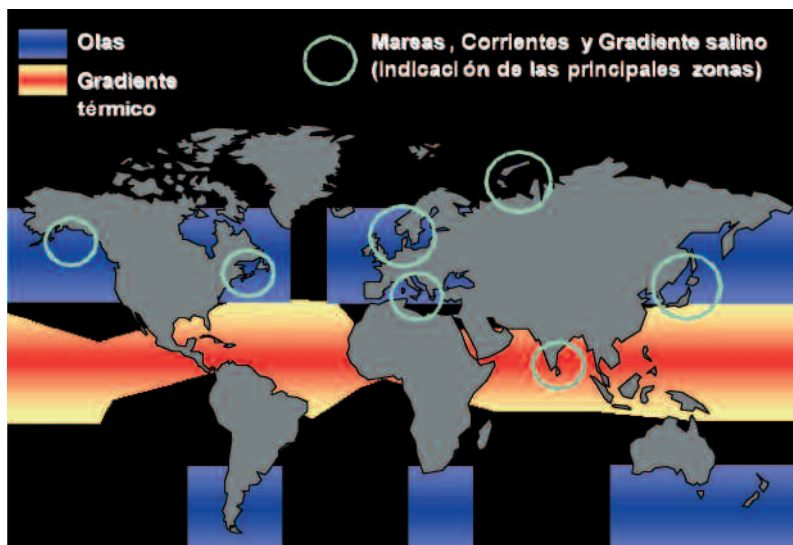 Olas
Gradiente
térmico
Mareas, Corrientes y Gradiente salino
(Indicación de las principales zonas)